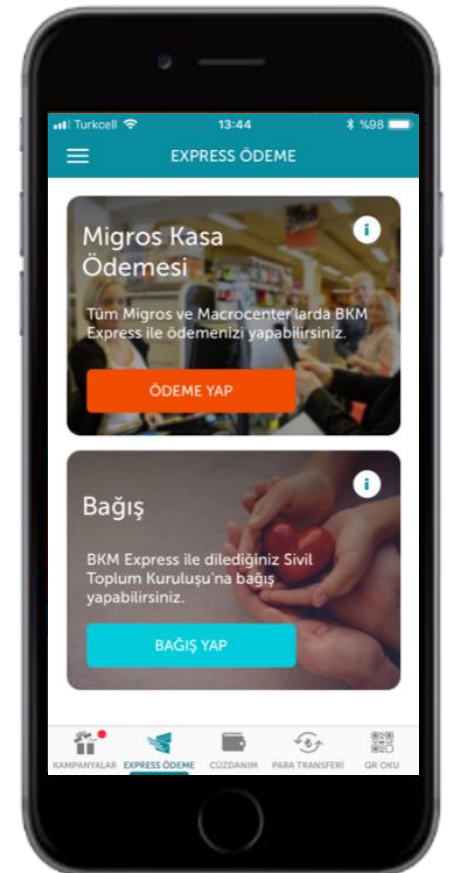 Turkcell 13:44 %98
EXPRESS ÖDEME
Migros Kasa
Ödemesi
i
Tüm Migros ve Macrocenter'larda BKM
Express ile ödemenizi yapabilirsiniz.
ÖDEME YAP
Bağış
i
BKM Express ile dilediğiniz Sivil
Toplum Kuruluşu'na bağış
yapabilirsiniz.
BAĞIŞ YAP
KAMPANYALAR EXPRESS ÖDEME CÜZDANIM PARA TRANSFERİ QR OKU